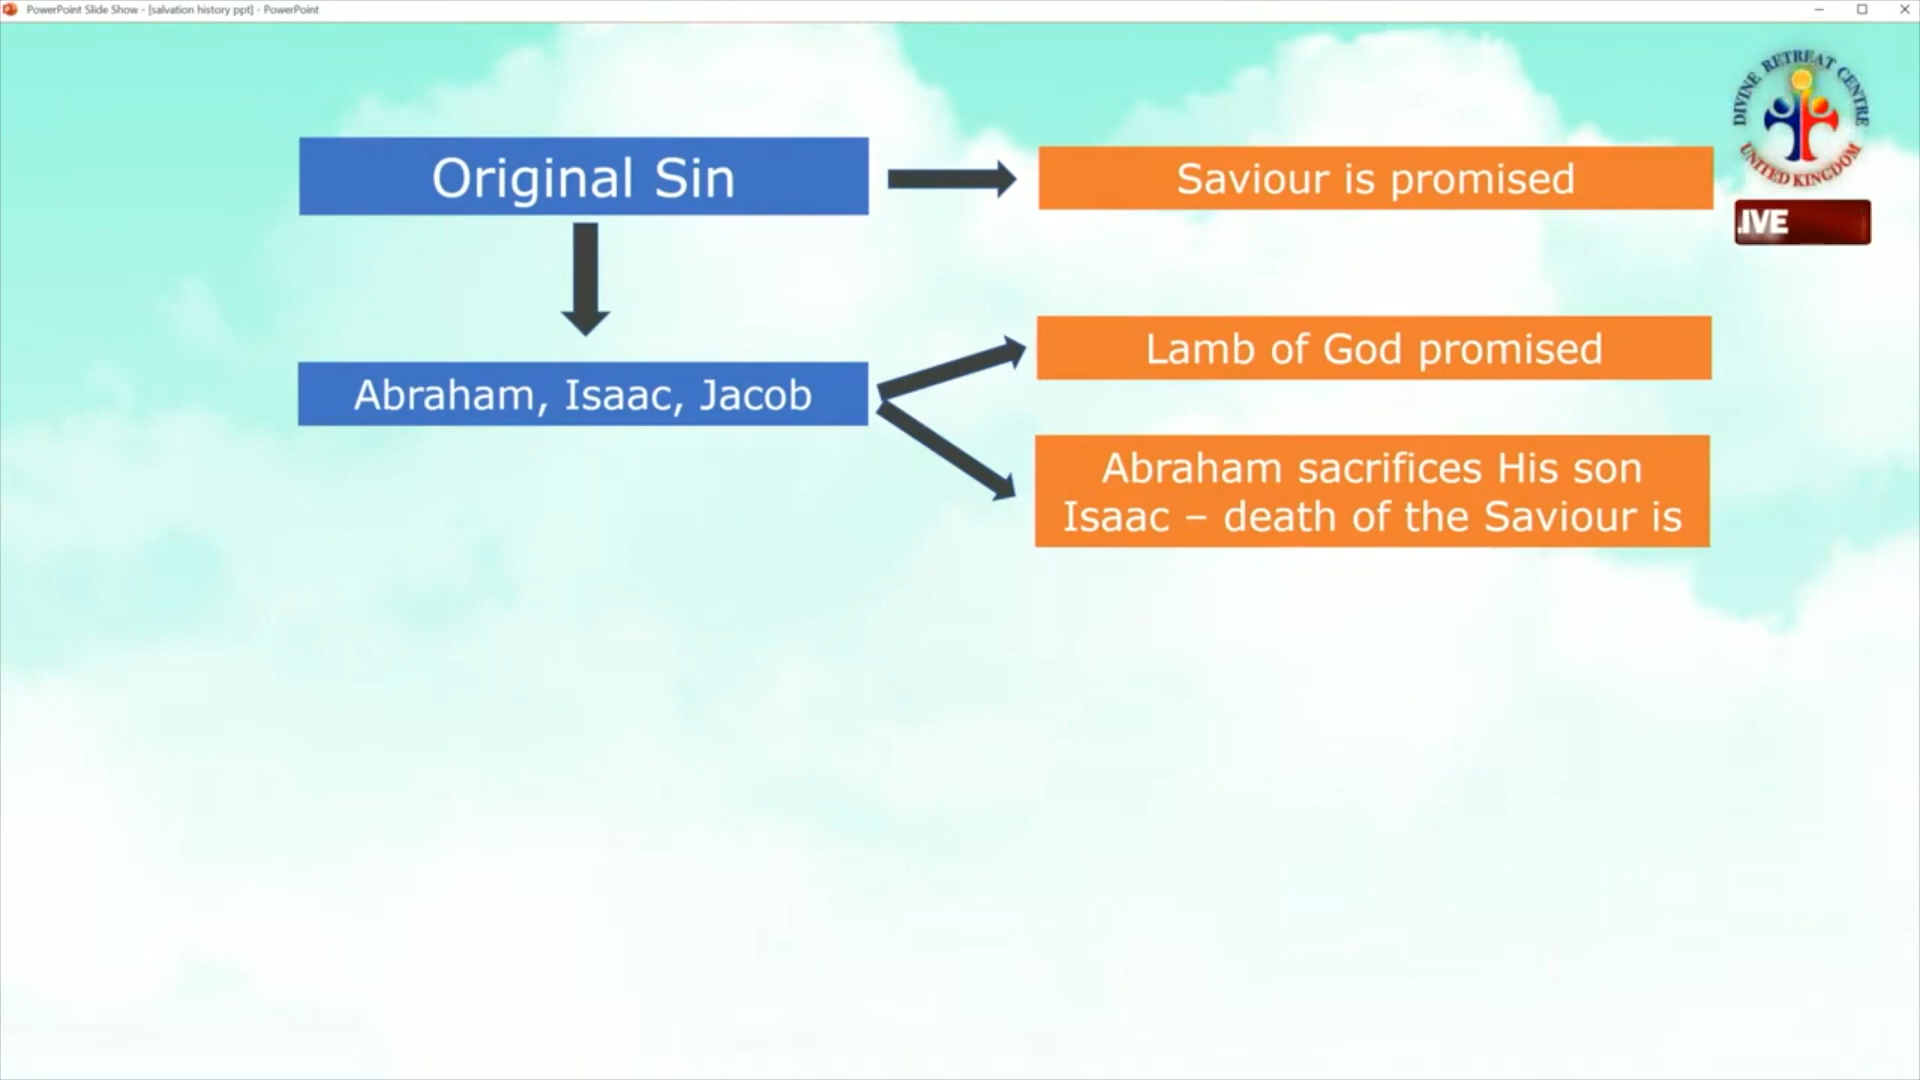 PowerPoint Slide Show - [salvation history ppt] - PowerPoint
DIVINE RETREAT CENTRE
UNITED KINGDOM
IVE
Original Sin
Saviour is promised
Lamb of God promised
Abraham, Isaac, Jacob
Abraham sacrifices His son
Isaac – death of the Saviour is